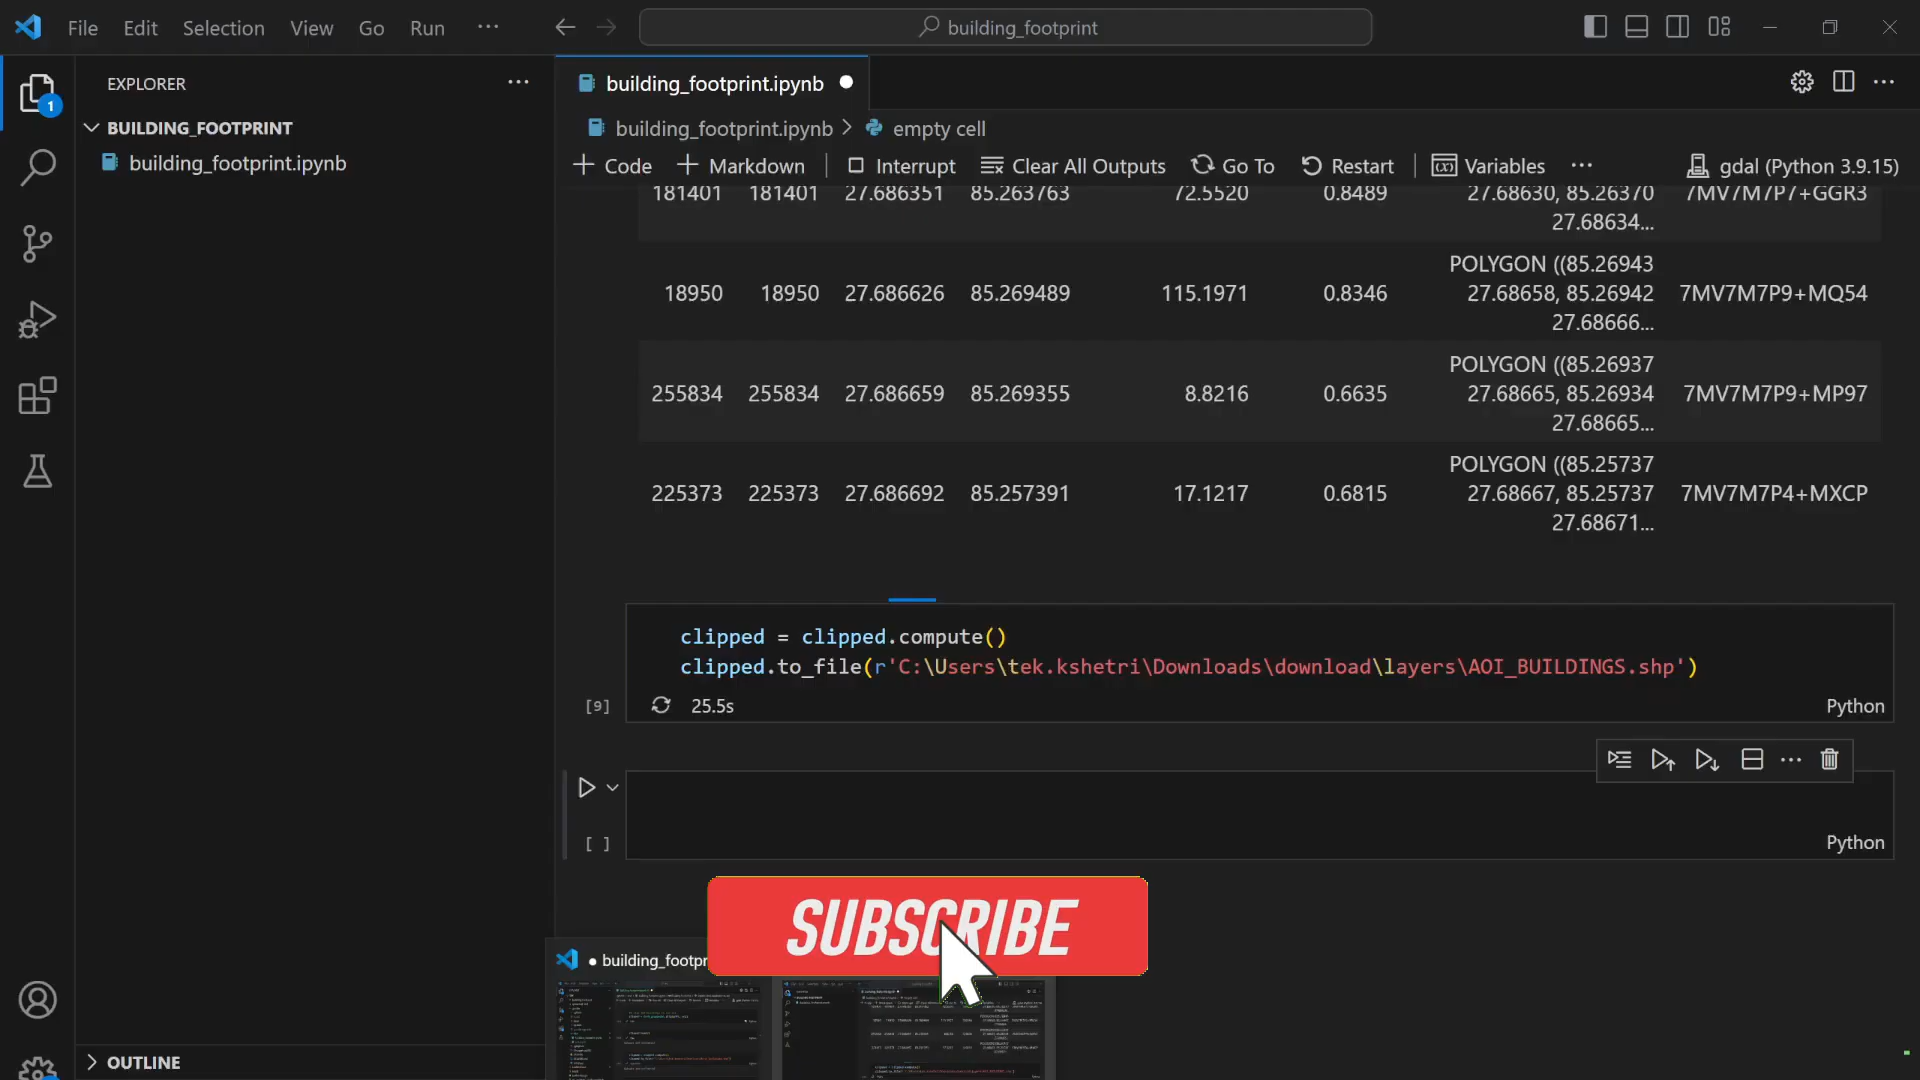 File Edit Selection View Go Run ···
building_footprint
EXPLORER
1
BUILDING_FOOTPRINT
building_footprint.ipynb
OUTLINE
building_footprint.ipynb
building_footprint.ipynb > empty cell
Code Markdown Interrupt Clear All Outputs Go To Restart Variables ··· gdal (Python 3.9.15)
181401 181401 27.686351 85.263763 72.5520 0.8489 27.68630, 85.26370 7MV7M7P7+GGR3
27.68634...
POLYGON ((85.26943
18950 18950 27.686626 85.269489 115.1971 0.8346 27.68658, 85.26942 7MV7M7P9+MQ54
27.68666...
POLYGON ((85.26937
255834 255834 27.686659 85.269355 8.8216 0.6635 27.68665, 85.26934 7MV7M7P9+MP97
27.68665...
POLYGON ((85.25737
225373 225373 27.686692 85.257391 17.1217 0.6815 27.68667, 85.25737 7MV7M7P4+MXCP
27.68671...
clipped = clipped.compute()
clipped.to_file(r'C:\Users\tek.kshetri\Downloads\download\layers\AOI_BUILDINGS.shp')
[9] 25.5s Python
[ ] Python
SUBSCRIBE
● building_footpr